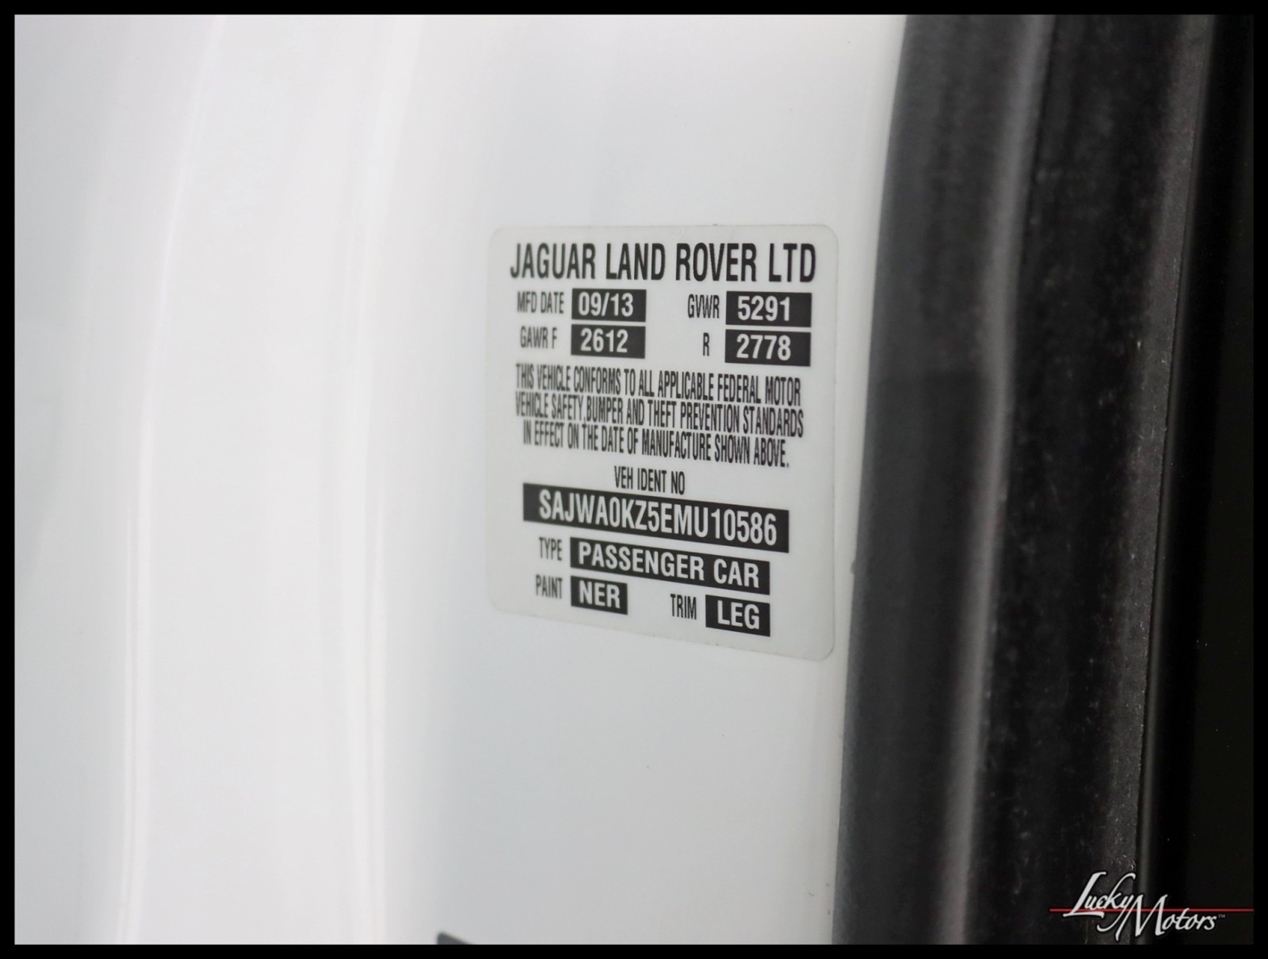 JAGUAR LAND ROVER LTD
MFD DATE 09/13 GVWR 5291
GAWR F 2612 R 2778
THIS VEHICLE CONFORMS TO ALL APPLICABLE FEDERAL MOTOR
VEHICLE SAFETY, BUMPER AND THEFT PREVENTION STANDARDS
IN EFFECT ON THE DATE OF MANUFACTURE SHOWN ABOVE.
VEH IDENT NO
SAJWA0KZ5EMU10586
TYPE PASSENGER CAR
PAINT NER TRIM LEG
Lucky Motors™